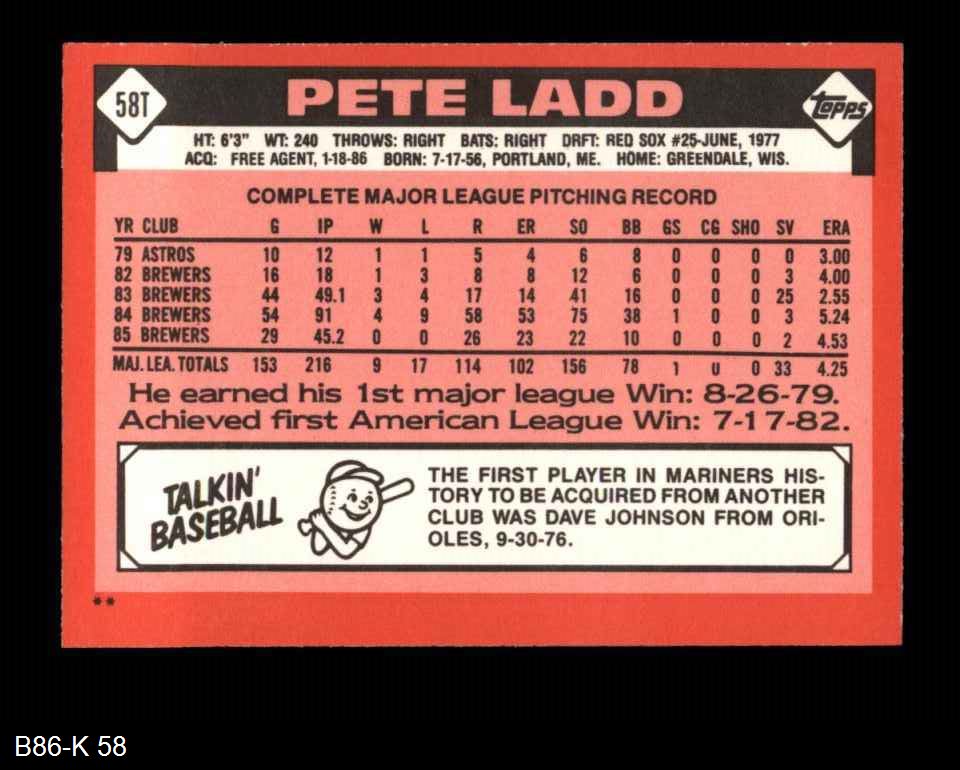 58T
PETE LADD
topps
HT: 6'3" WT: 240 THROWS: RIGHT BATS: RIGHT DRFT: RED SOX #25-JUNE, 1977
ACQ: FREE AGENT, 1-18-86 BORN: 7-17-56, PORTLAND, ME. HOME: GREENDALE, WIS.
COMPLETE MAJOR LEAGUE PITCHING RECORD
YR CLUB G IP W L R ER SO BB GS CG SHO SV ERA
79 ASTROS 10 12 1 1 5 4 6 8 0 0 0 0 3.00
82 BREWERS 16 18 1 3 8 8 12 6 0 0 0 3 4.00
83 BREWERS 44 49.1 3 4 17 14 41 16 0 0 0 25 2.55
84 BREWERS 54 91 4 9 58 53 75 38 1 0 0 3 5.24
85 BREWERS 29 45.2 0 0 26 23 22 10 0 0 0 2 4.53
MAJ. LEA. TOTALS 153 216 9 17 114 102 156 78 1 0 0 33 4.25
He earned his 1st major league Win: 8-26-79.
Achieved first American League Win: 7-17-82.
TALKIN'
BASEBALL
THE FIRST PLAYER IN MARINERS HIS-
TORY TO BE ACQUIRED FROM ANOTHER
CLUB WAS DAVE JOHNSON FROM ORI-
OLES, 9-30-76.
**
B86-K 58